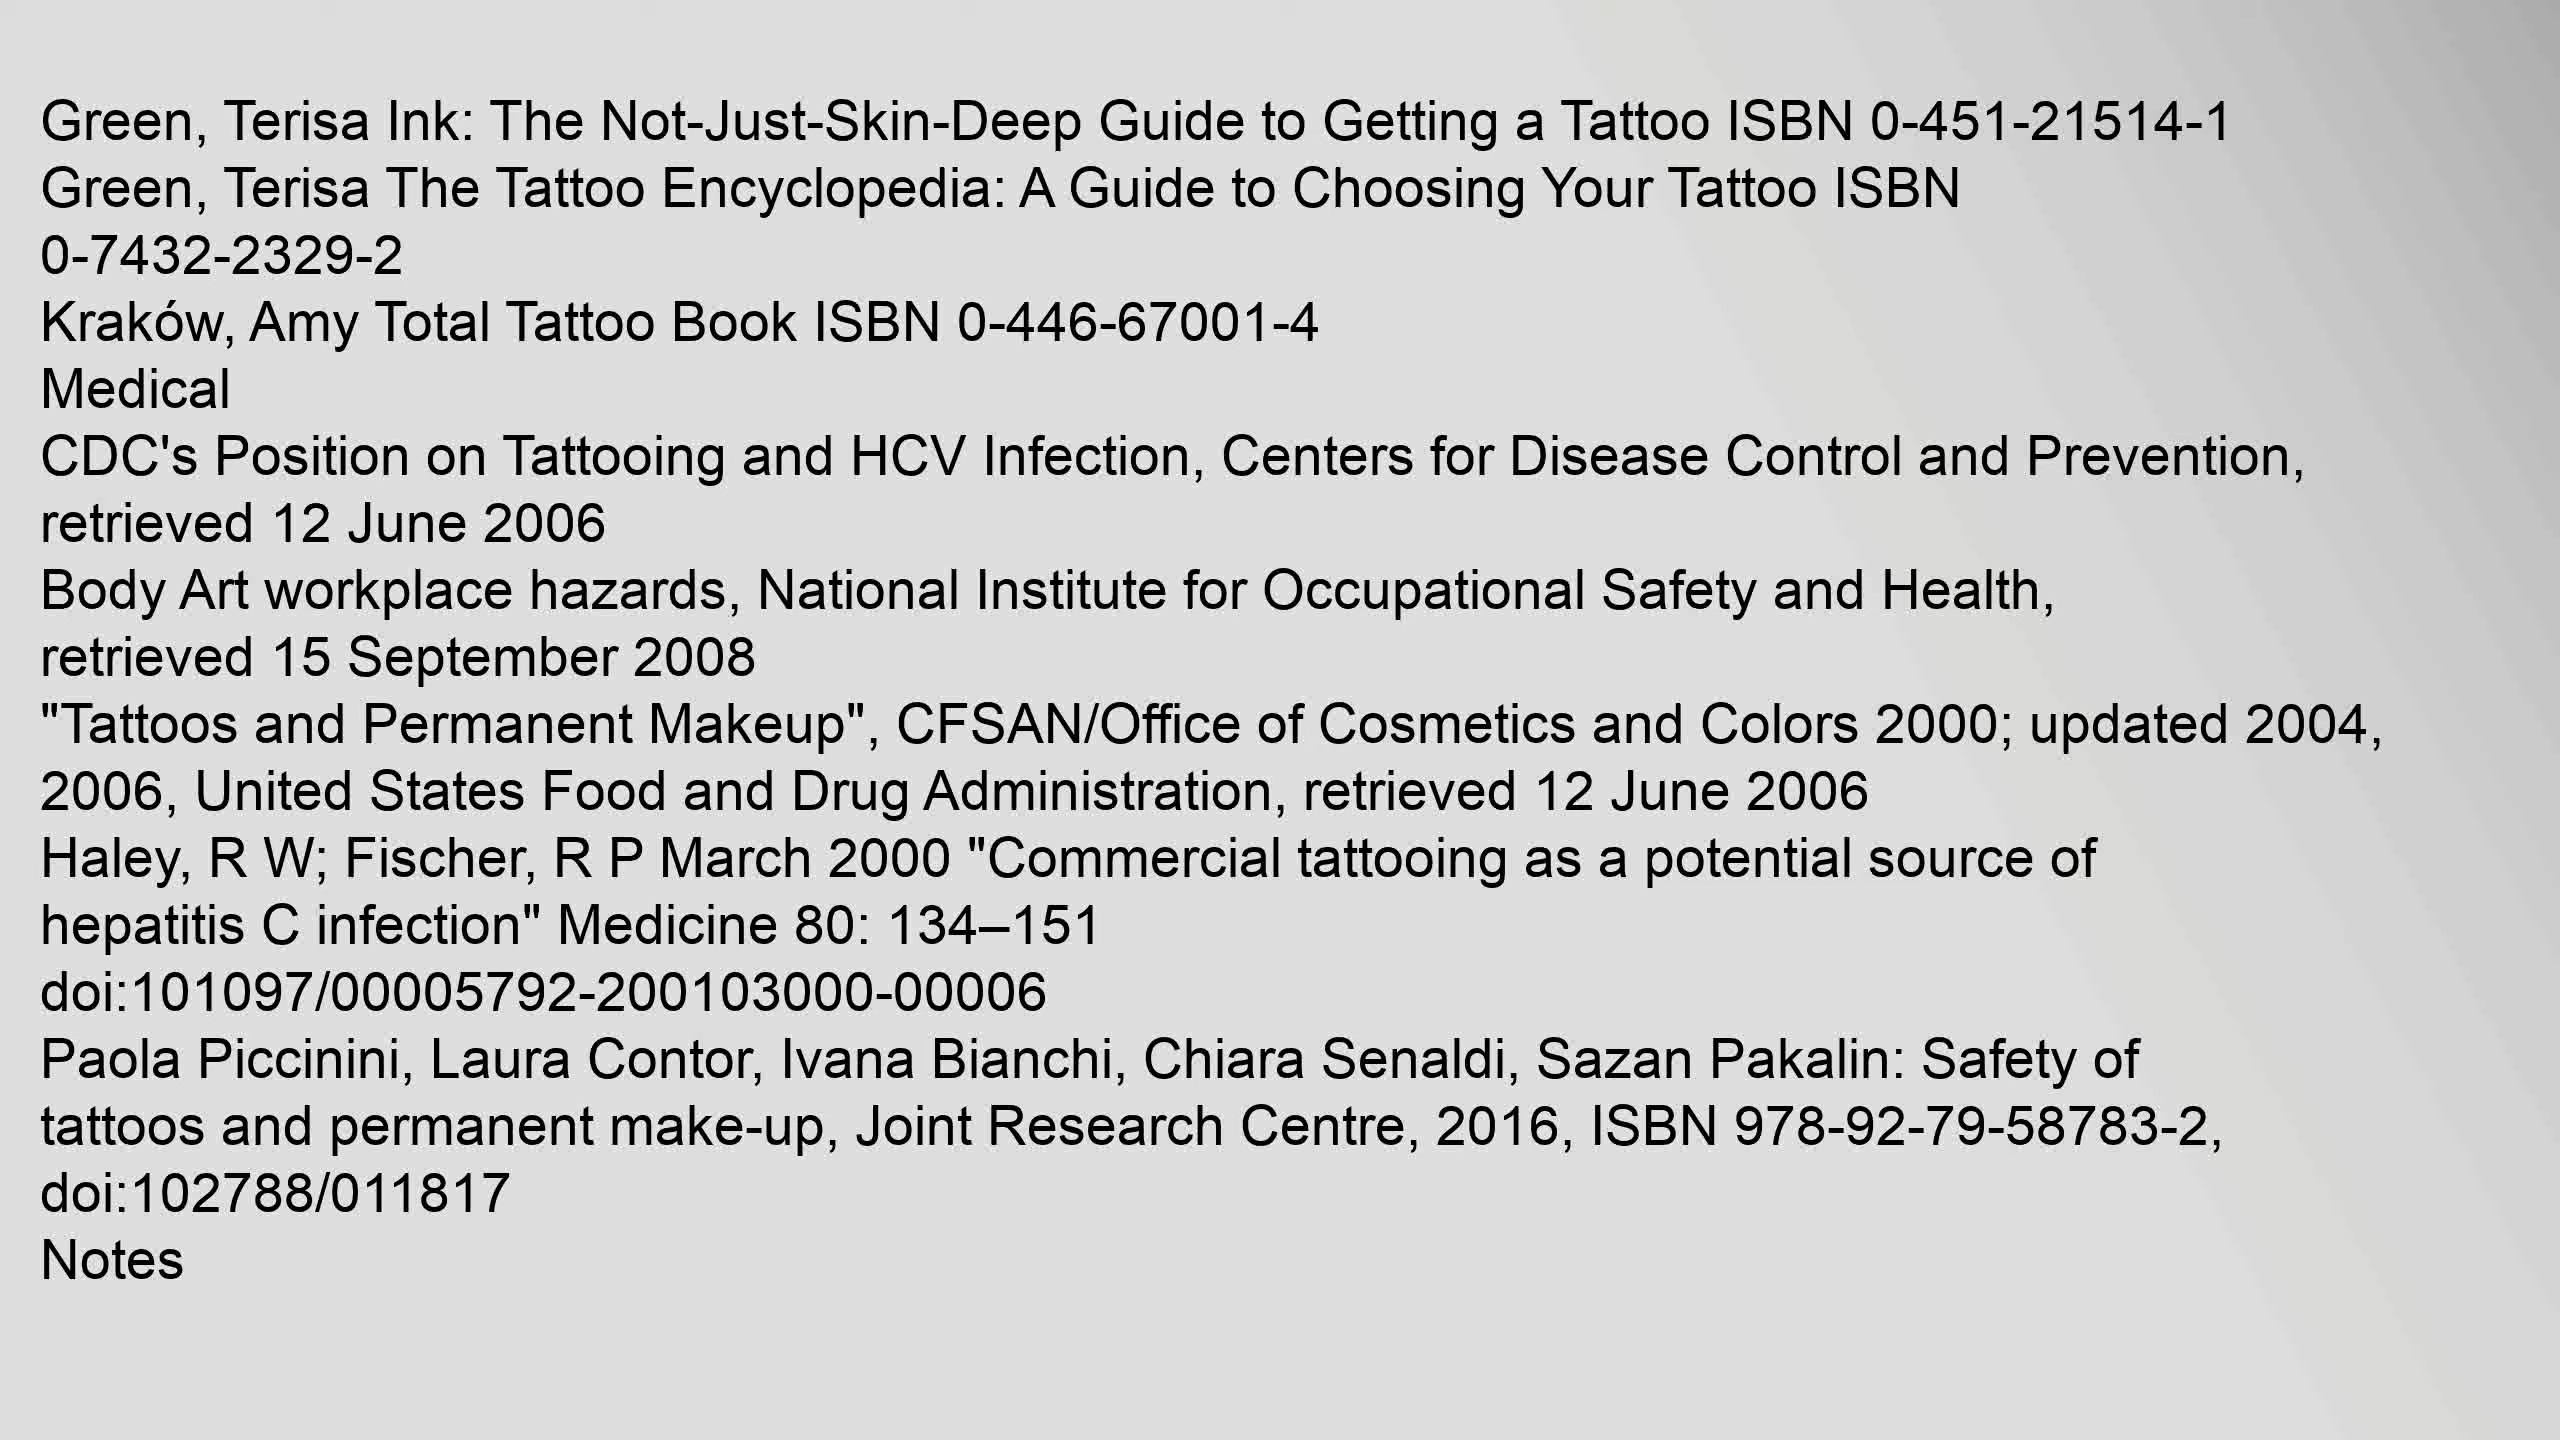 Green, Terisa Ink: The Not-Just-Skin-Deep Guide to Getting a Tattoo ISBN 0-451-21514-1
Green, Terisa The Tattoo Encyclopedia: A Guide to Choosing Your Tattoo ISBN
0-7432-2329-2
Kraków, Amy Total Tattoo Book ISBN 0-446-67001-4
Medical
CDC's Position on Tattooing and HCV Infection, Centers for Disease Control and Prevention,
retrieved 12 June 2006
Body Art workplace hazards, National Institute for Occupational Safety and Health,
retrieved 15 September 2008
"Tattoos and Permanent Makeup", CFSAN/Office of Cosmetics and Colors 2000; updated 2004,
2006, United States Food and Drug Administration, retrieved 12 June 2006
Haley, R W; Fischer, R P March 2000 "Commercial tattooing as a potential source of
hepatitis C infection" Medicine 80: 134–151
doi:101097/00005792-200103000-00006
Paola Piccinini, Laura Contor, Ivana Bianchi, Chiara Senaldi, Sazan Pakalin: Safety of
tattoos and permanent make-up, Joint Research Centre, 2016, ISBN 978-92-79-58783-2,
doi:102788/011817
Notes